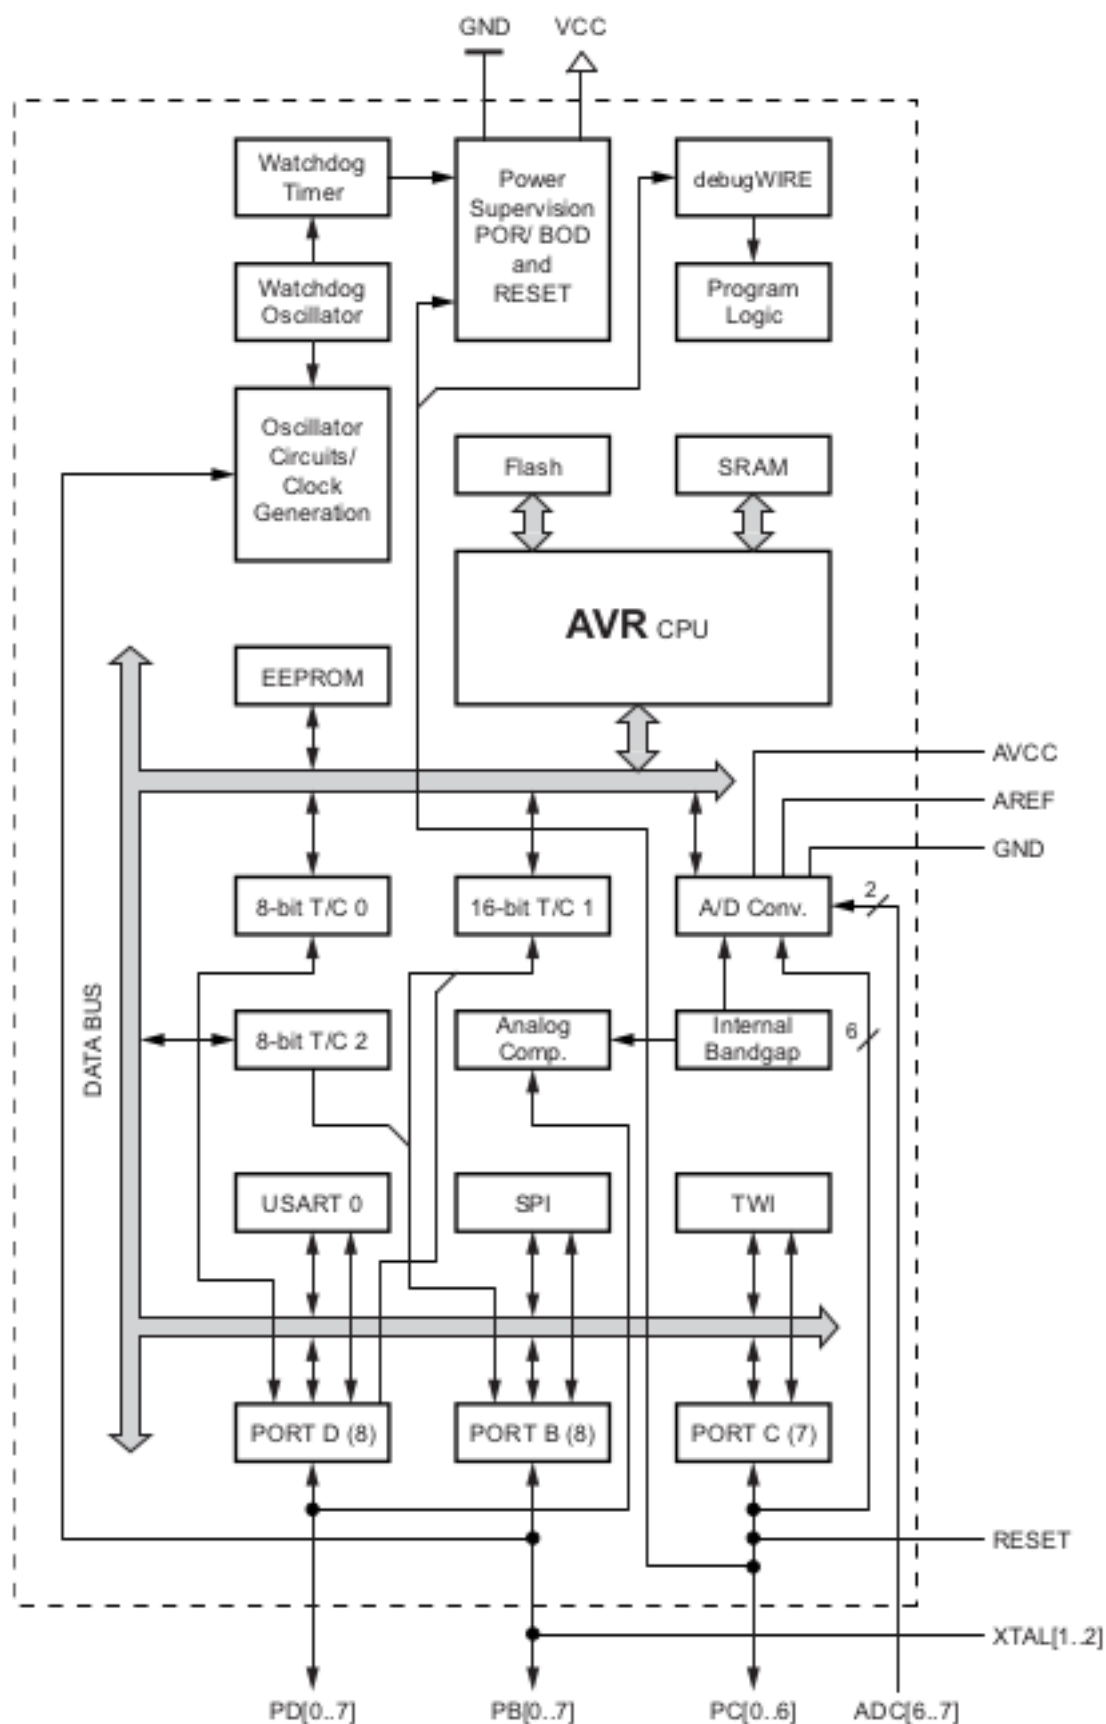 GND
VCC
Watchdog
Timer
Power
Supervision
POR/ BOD
and
RESET
debugWIRE
Watchdog
Oscillator
Program
Logic
Oscillator
Circuits/
Clock
Generation
Flash
SRAM
AVR CPU
EEPROM
AVCC
AREF
GND
8-bit T/C 0
16-bit T/C 1
A/D Conv.
2
DATA BUS
8-bit T/C 2
Analog
Comp.
Internal
Bandgap
6
USART 0
SPI
TWI
PORT D (8)
PORT B (8)
PORT C (7)
RESET
XTAL[1..2]
PD[0..7]
PB[0..7]
PC[0..6]
ADC[6..7]